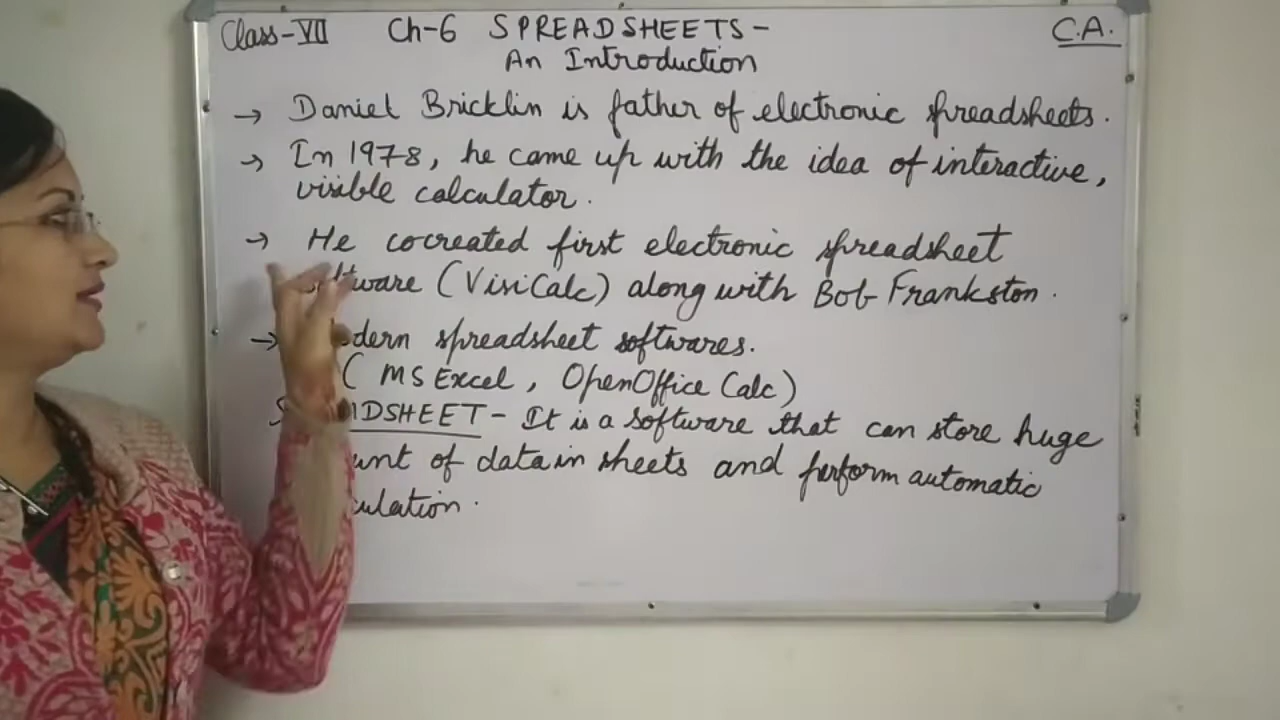 Class-VII Ch-6 SPREADSHEETS- C.A.
An Introduction
→ Daniel Bricklin is father of electronic spreadsheets.
→ In 1978, he came up with the idea of interactive,
visible calculator.
→ He cocreated first electronic spreadsheet
(VisiCalc) along with Bob Frankston.
→ spreadsheet softwares.
( MS Excel, OpenOffice Calc)
- It is a software that can store huge
of data in sheets and perform automatic